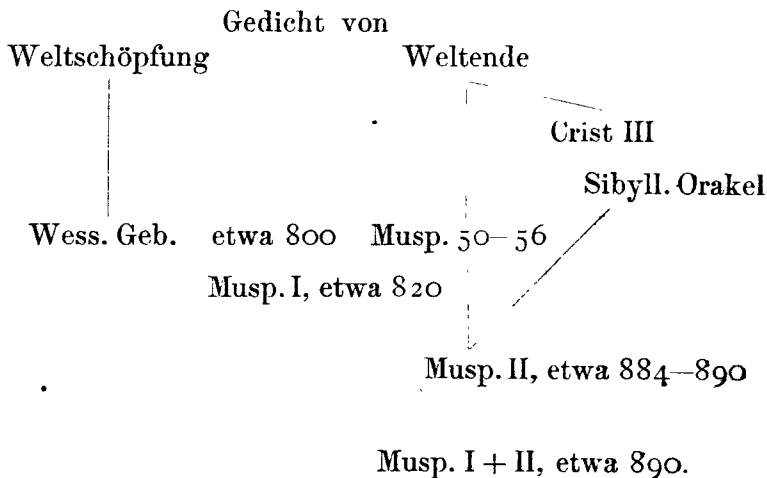 Gedicht von
Weltschöpfung Weltende
Crist III
Sibyll. Orakel
Wess. Geb. etwa 800 Musp. 50–56
Musp. I, etwa 820
Musp. II, etwa 884–890
Musp. I + II, etwa 890.